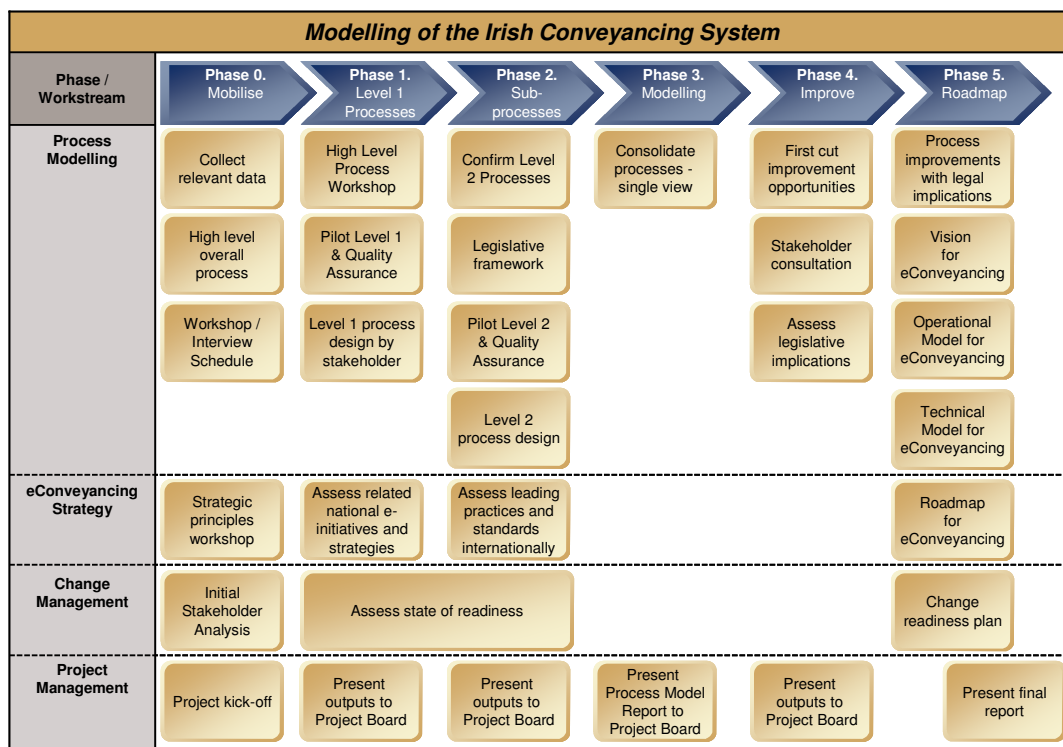 Modelling of the Irish Conveyancing System
Phase /
Workstream
Phase 0.
Mobilise
Phase 1.
Level 1
Processes
Phase 2.
Sub-
processes
Phase 3.
Modelling
Phase 4.
Improve
Phase 5.
Roadmap
Process
Modelling
Collect
relevant data
High Level
Process
Workshop
Confirm Level
2 Processes
Consolidate
processes -
single view
First cut
improvement
opportunities
Process
improvements
with legal
implications
High level
overall
process
Pilot Level 1
& Quality
Assurance
Legislative
framework
Stakeholder
consultation
Vision
for
eConveyancing
Workshop /
Interview
Schedule
Level 1 process
design by
stakeholder
Pilot Level 2
& Quality
Assurance
Assess
legislative
implications
Operational
Model for
eConveyancing
Level 2
process design
Technical
Model for
eConveyancing
eConveyancing
Strategy
Strategic
principles
workshop
Assess related
national e-
initiatives and
strategies
Assess leading
practices and
standards
internationally
Roadmap
for
eConveyancing
Change
Management
Initial
Stakeholder
Analysis
Assess state of readiness
Change
readiness plan
Project
Management
Project kick-off
Present
outputs to
Project Board
Present
outputs to
Project Board
Present
Process Model
Report to
Project Board
Present
outputs to
Project Board
Present final
report